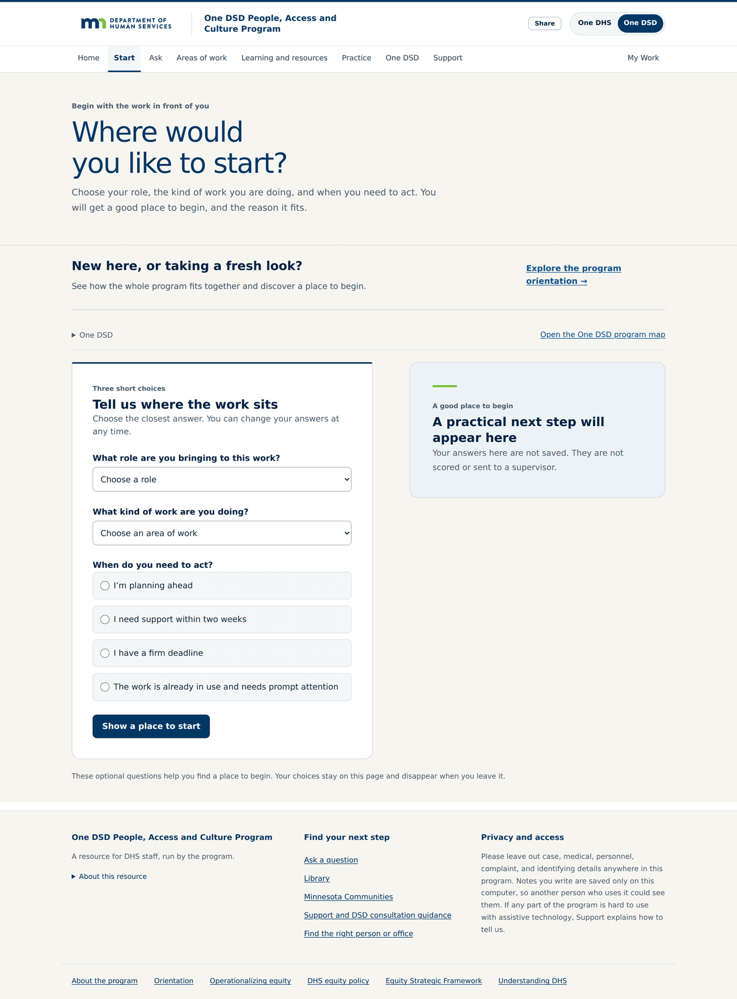 DEPARTMENT OF
HUMAN SERVICES
One DSD People, Access and
Culture Program
Share
One DHS
One DSD
Home
Start
Ask
Areas of work
Learning and resources
Practice
One DSD
Support
My Work
Begin with the work in front of you
Where would
you like to start?
Choose your role, the kind of work you are doing, and when you need to act. You
will get a good place to begin, and the reason it fits.
New here, or taking a fresh look?
See how the whole program fits together and discover a place to begin.
Explore the program
orientation →
One DSD
Open the One DSD program map
Three short choices
Tell us where the work sits
Choose the closest answer. You can change your answers at
any time.
What role are you bringing to this work?
Choose a role
What kind of work are you doing?
Choose an area of work
When do you need to act?
I’m planning ahead
I need support within two weeks
I have a firm deadline
The work is already in use and needs prompt attention
Show a place to start
A good place to begin
A practical next step will
appear here
Your answers here are not saved. They are not
scored or sent to a supervisor.
These optional questions help you find a place to begin. Your choices stay on this page and disappear when you leave it.
One DSD People, Access and Culture Program
A resource for DHS staff, run by the program.
About this resource
Find your next step
Ask a question
Library
Minnesota Communities
Support and DSD consultation guidance
Find the right person or office
Privacy and access
Please leave out case, medical, personnel,
complaint, and identifying details anywhere in this
program. Notes you write are saved only on this
computer, so another person who uses it could see
them. If any part of the program is hard to use
with assistive technology, Support explains how to
tell us.
About the program
Orientation
Operationalizing equity
DHS equity policy
Equity Strategic Framework
Understanding DHS